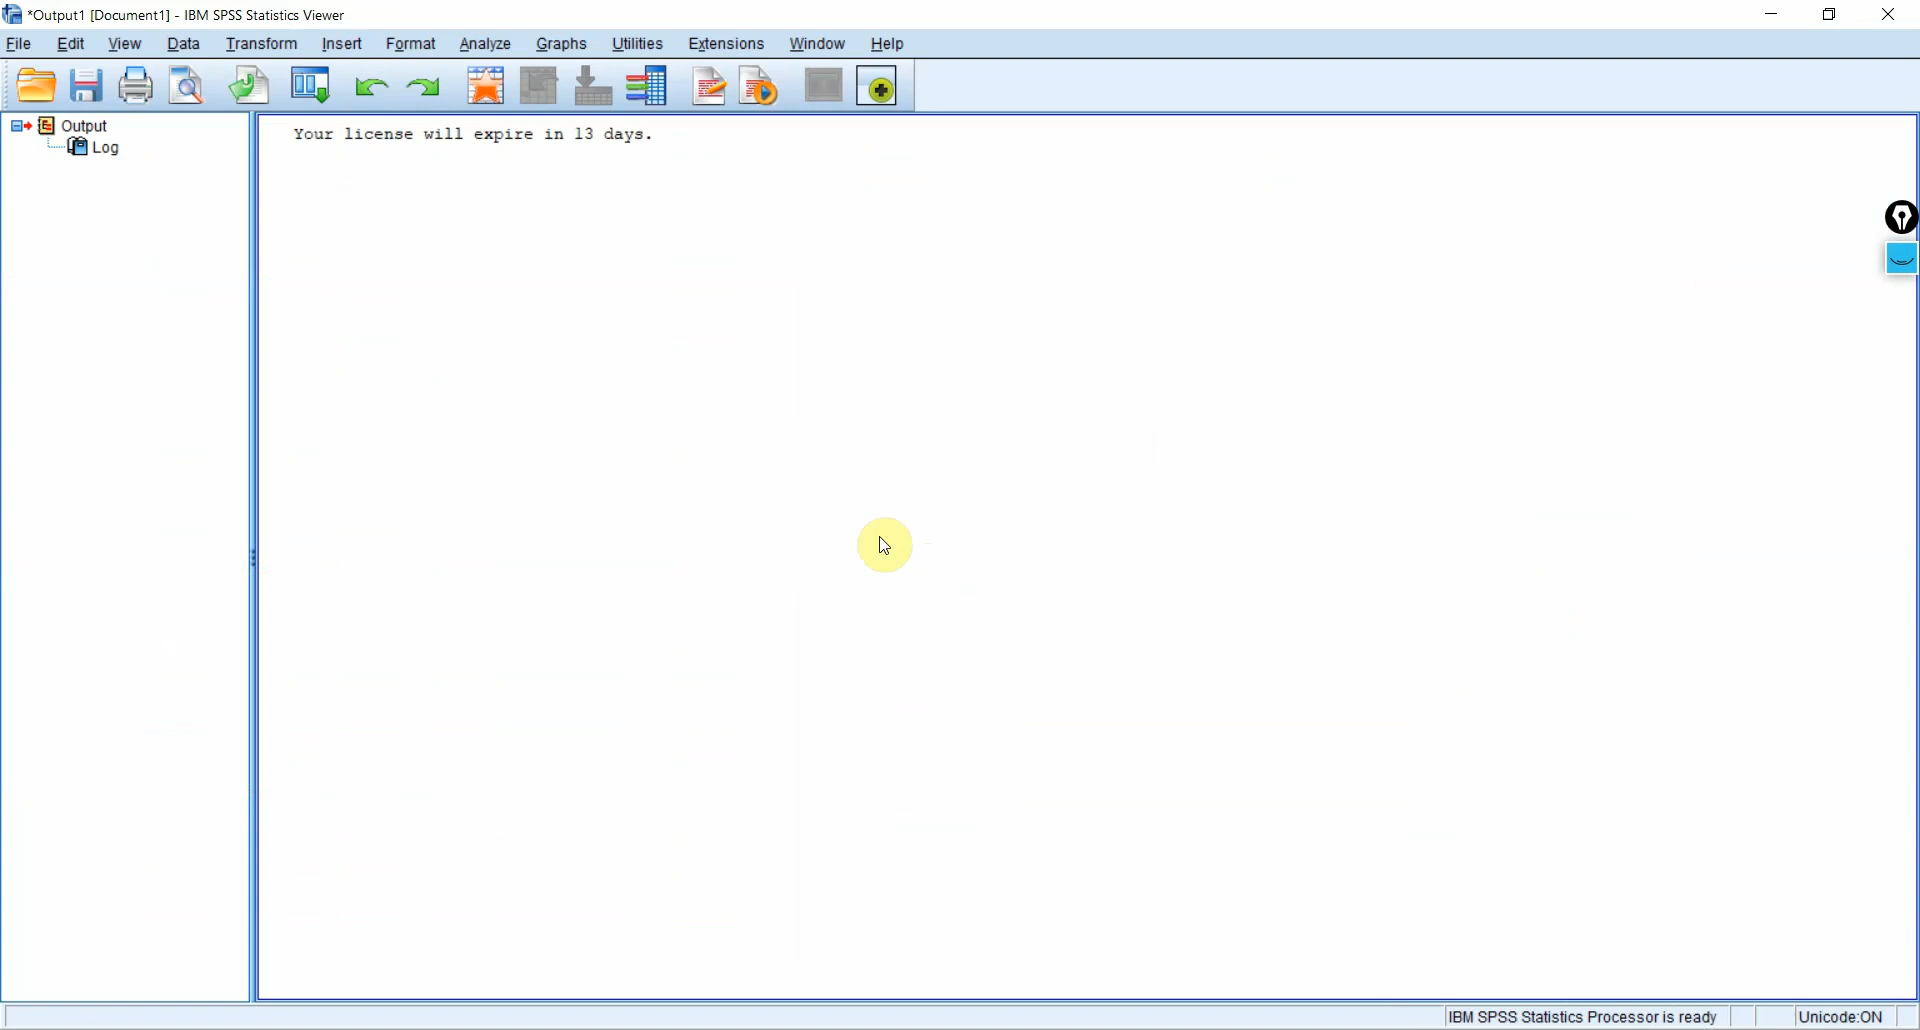 *Output1 [Document1] - IBM SPSS Statistics Viewer
File Edit View Data Transform Insert Format Analyze Graphs Utilities Extensions Window Help
Output
Log
Your license will expire in 13 days.
IBM SPSS Statistics Processor is ready
Unicode:ON